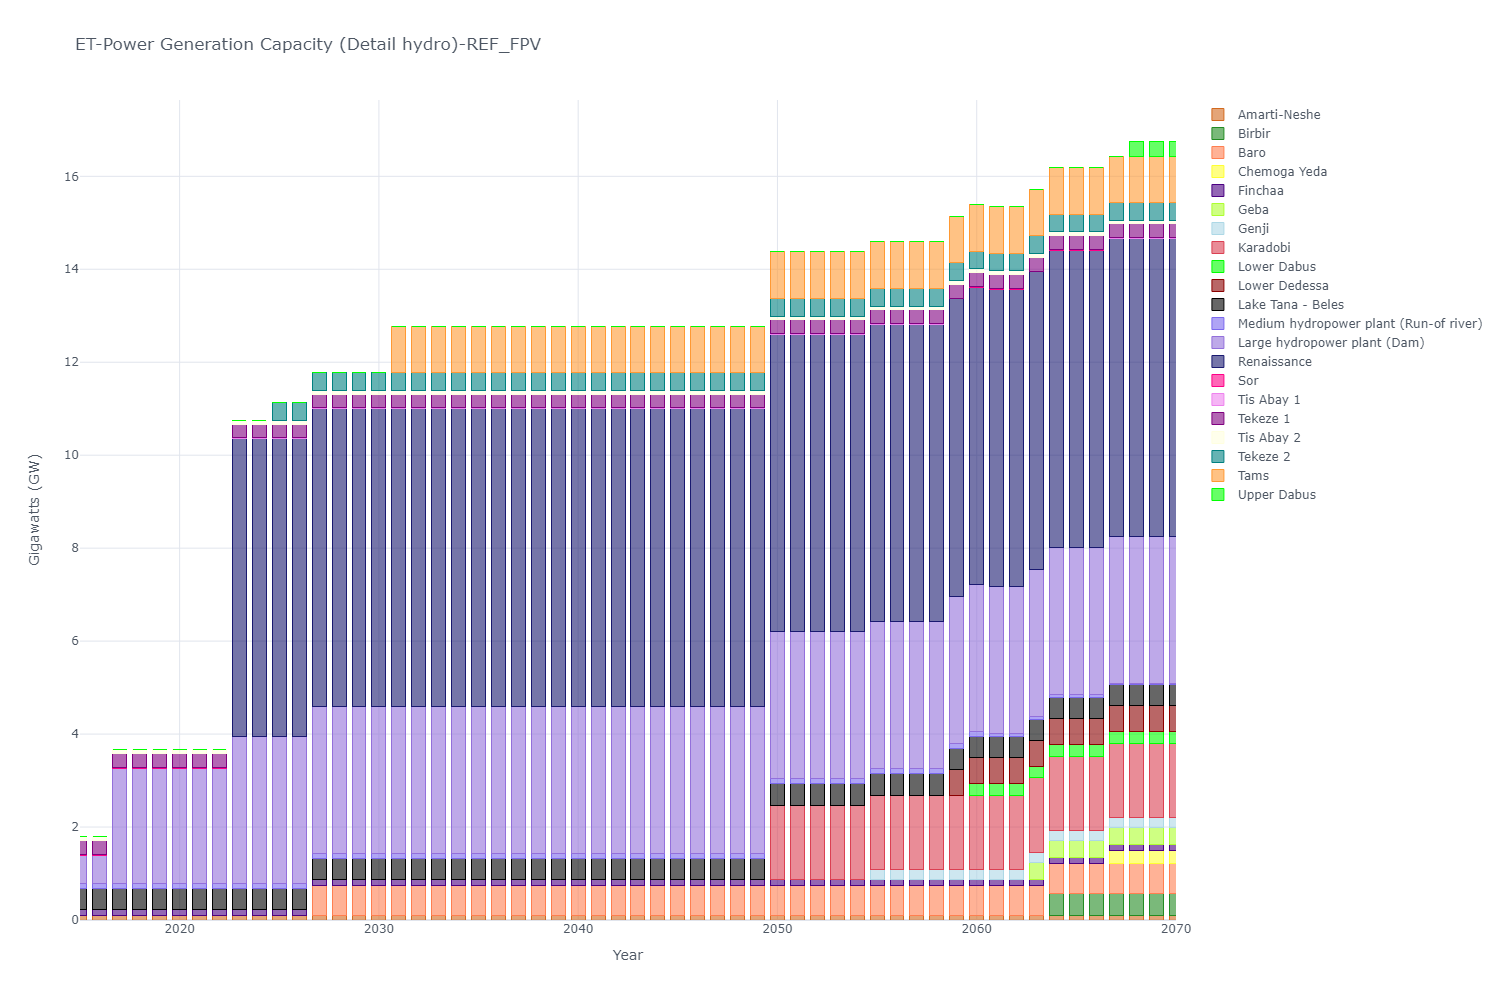 ET-Power Generation Capacity (Detail hydro)-REF_FPV
Gigawatts (GW)
16
14
12
10
8
6
4
2
0
2020
2030
2040
2050
2060
2070
Year
Amarti-Neshe
Birbir
Baro
Chemoga Yeda
Finchaa
Geba
Genji
Karadobi
Lower Dabus
Lower Dedessa
Lake Tana - Beles
Medium hydropower plant (Run-of river)
Large hydropower plant (Dam)
Renaissance
Sor
Tis Abay 1
Tekeze 1
Tis Abay 2
Tekeze 2
Tams
Upper Dabus